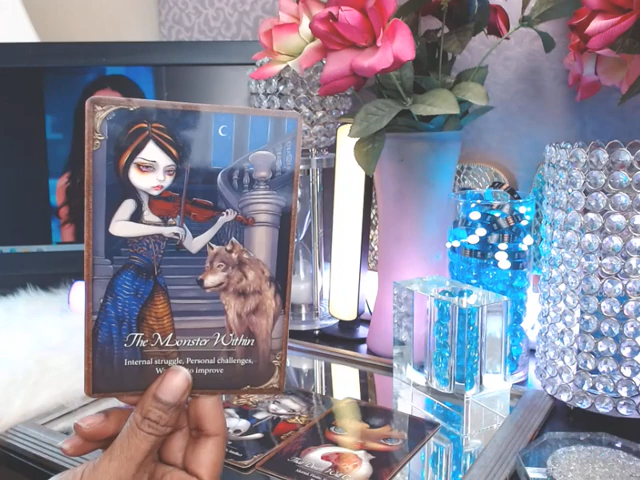 The Monster Within
Internal struggle, Personal challenges,
to improve